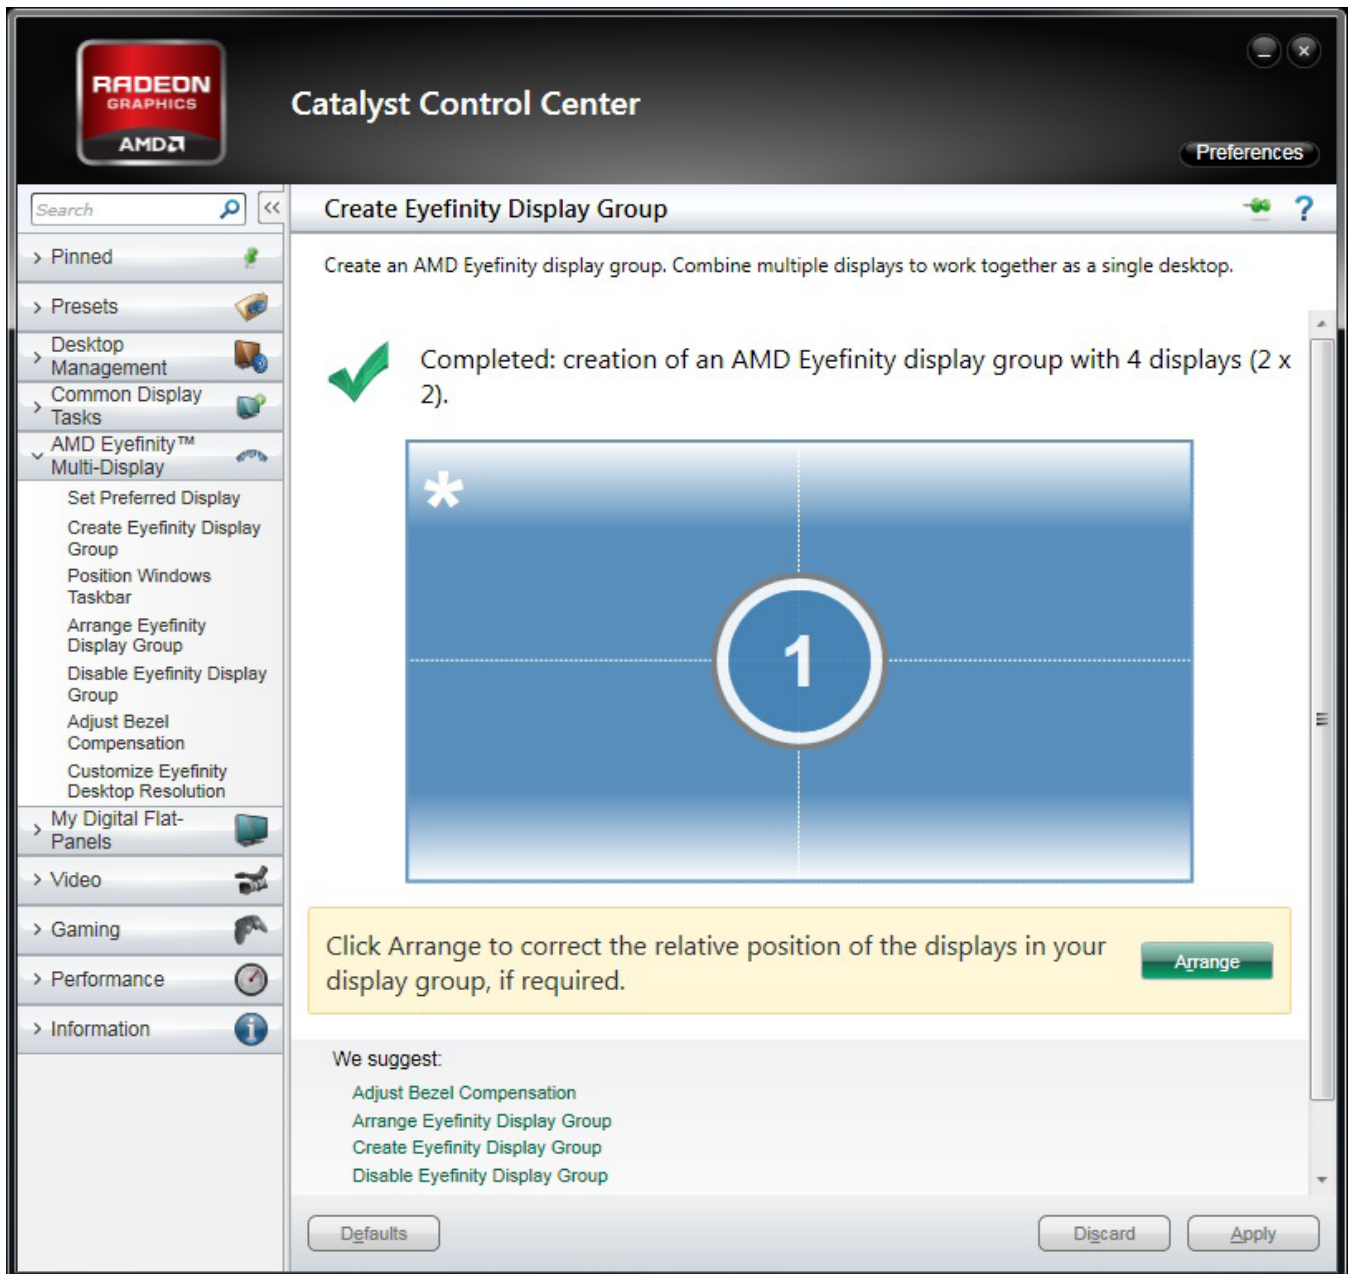 RADEON
GRAPHICS
AMD
Catalyst Control Center
Preferences
Search
<<
Create Eyefinity Display Group
?
Pinned
Create an AMD Eyefinity display group. Combine multiple displays to work together as a single desktop.
Presets
Desktop
Management
Common Display
Tasks
AMD Eyefinity™
Multi-Display
Set Preferred Display
Create Eyefinity Display
Group
Position Windows
Taskbar
Arrange Eyefinity
Display Group
Disable Eyefinity Display
Group
Adjust Bezel
Compensation
Customize Eyefinity
Desktop Resolution
My Digital Flat-
Panels
Video
Gaming
Performance
Information
Completed: creation of an AMD Eyefinity display group with 4 displays (2 x
2).
*
1
Click Arrange to correct the relative position of the displays in your
display group, if required.
Arrange
We suggest:
Adjust Bezel Compensation
Arrange Eyefinity Display Group
Create Eyefinity Display Group
Disable Eyefinity Display Group
Defaults
Discard
Apply